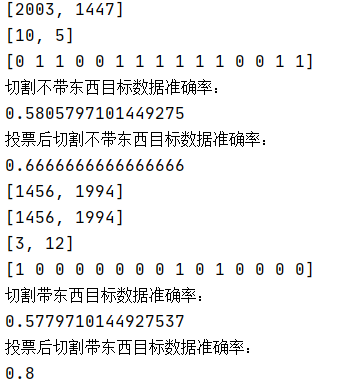 [2003, 1447]
[10, 5]
[0 1 1 0 0 1 1 1 1 1 1 0 0 1 1]
切割不带东西目标数据准确率：
0.5805797101449275
投票后切割不带东西目标数据准确率：
0.6666666666666666
[1456, 1994]
[1456, 1994]
[3, 12]
[1 0 0 0 0 0 0 0 1 0 1 0 0 0 0]
切割带东西目标数据准确率：
0.5779710144927537
投票后切割带东西目标数据准确率：
0.8